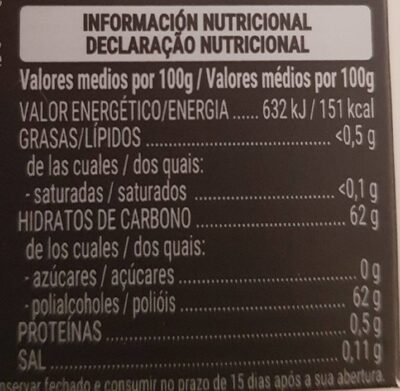 INFORMACIÓN NUTRICIONAL
DECLARAÇÃO NUTRICIONAL
Valores medios por 100g / Valores médios por 100g
VALOR ENERGÉTICO/ENERGIA ...... 632 kJ / 151 kcal
GRASAS/LÍPIDOS ........................ <0,5 g
de las cuales / dos quais:
- saturadas / saturados ........................ <0,1 g
HIDRATOS DE CARBONO ........................ 62 g
de los cuales / dos quais:
- azúcares / açúcares ........................ 0 g
- polialcoholes / polióis ........................ 62 g
PROTEÍNAS ........................ 0,5 g
SAL ........................ 0,11 g
fechado e consumir no prazo de 15 dias após a sua abertura.